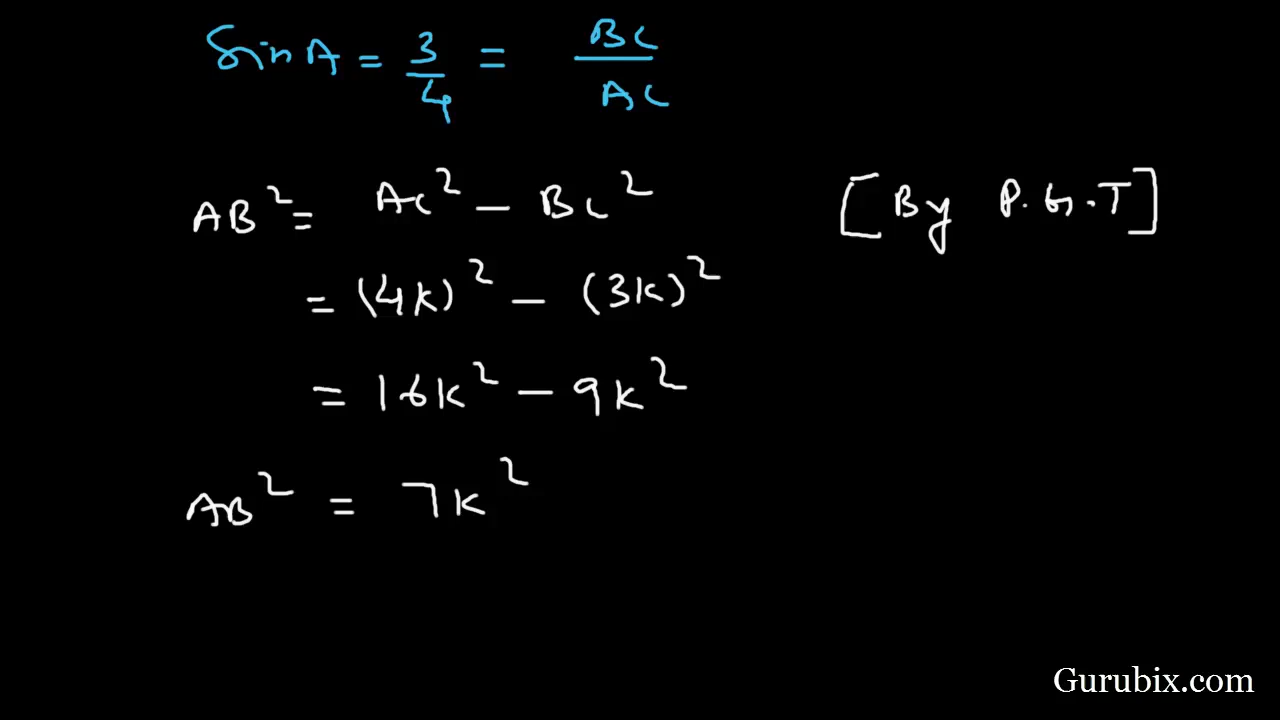 SinA = 3/4 = BC/AC
AB² = AC² - BC² [By P.G.T]
= (4K)² - (3K)²
= 16K² - 9K²
AB² = 7K²
Gurubix.com